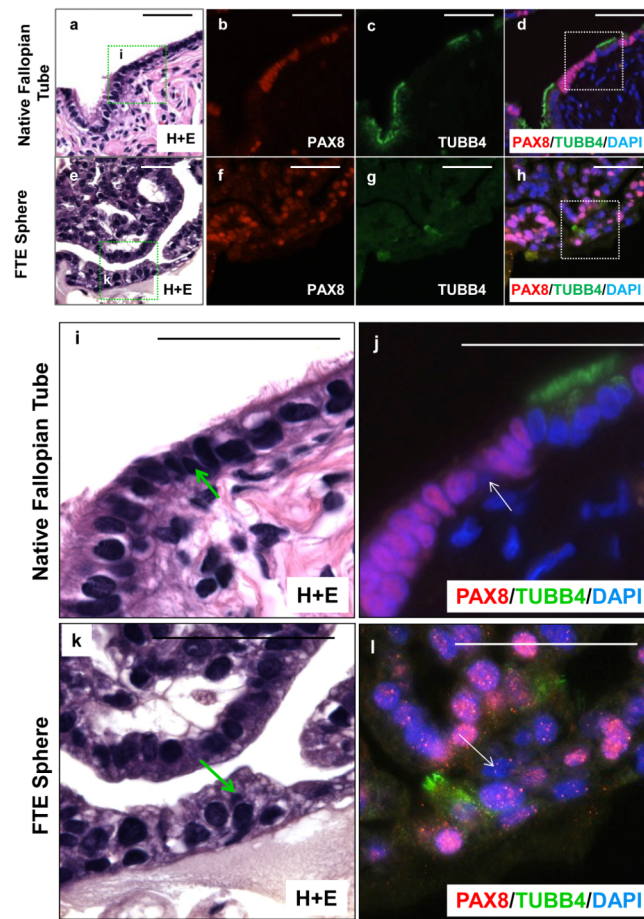 Native Fallopian
Tube
a
i
H+E
b
PAX8
c
TUBB4
d
PAX8/TUBB4/DAPI
FTE Sphere
e
k
H+E
f
PAX8
g
TUBB4
h
PAX8/TUBB4/DAPI
Native Fallopian Tube
i
H+E
j
PAX8/TUBB4/DAPI
FTE Sphere
k
H+E
l
PAX8/TUBB4/DAPI